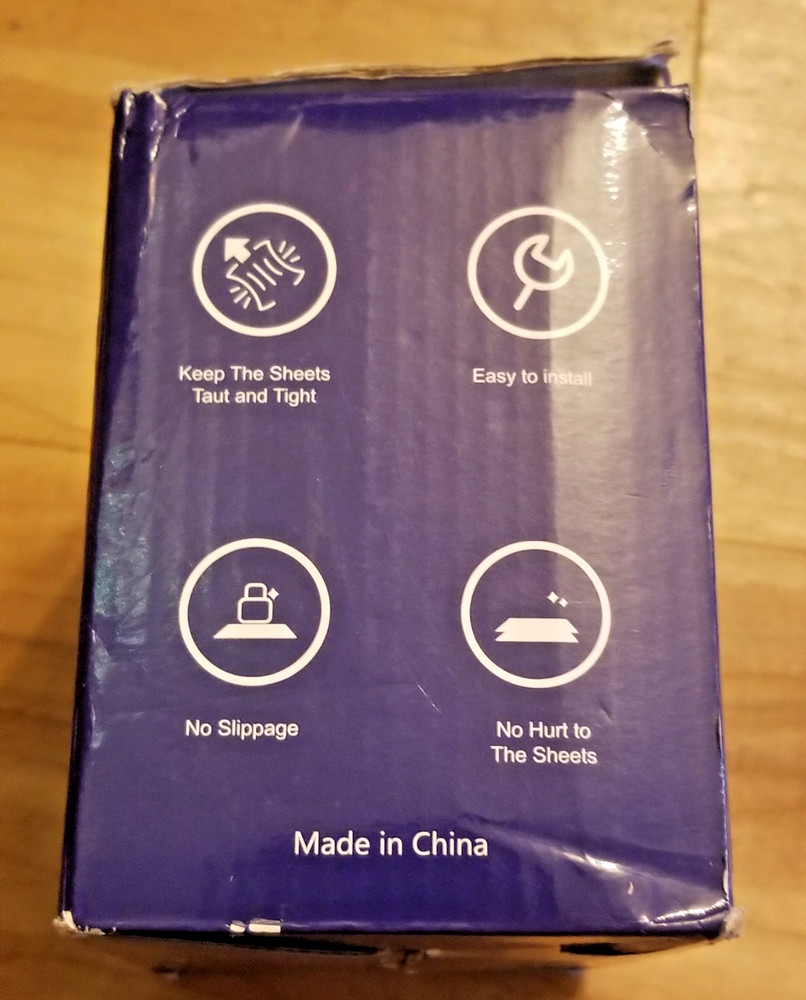 Keep The Sheets
Taut and Tight
Easy to install
No Slippage
No Hurt to
The Sheets
Made in China